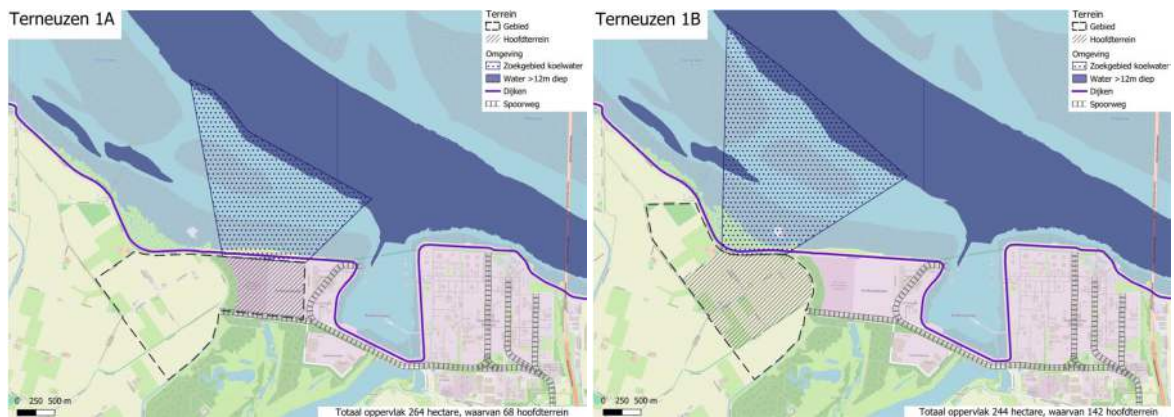 Terneuzen 1A
Terrein
Gebied
Hoofdterrein
Omgeving
Zoekgebied koelwater
Water >12m diep
Dijken
Spoorweg
0 250 500 m
Totaal oppervlak 264 hectare, waarvan 68 hoofdterrein
Terneuzen 1B
Terrein
Gebied
Hoofdterrein
Omgeving
Zoekgebied koelwater
Water >12m diep
Dijken
Spoorweg
0 250 500 m
Totaal oppervlak 244 hectare, waarvan 142 hoofdterrein